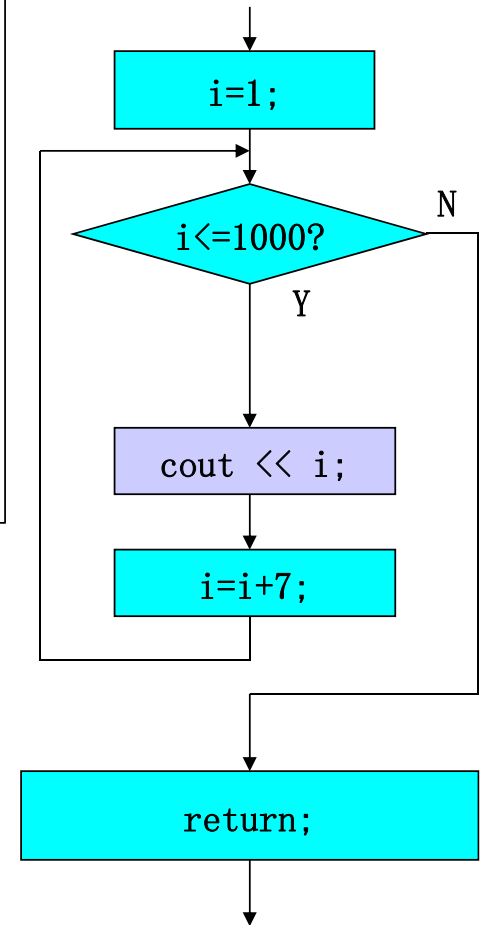 i=1;
i<=1000?
N
Y
cout << i;
i=i+7;
return;